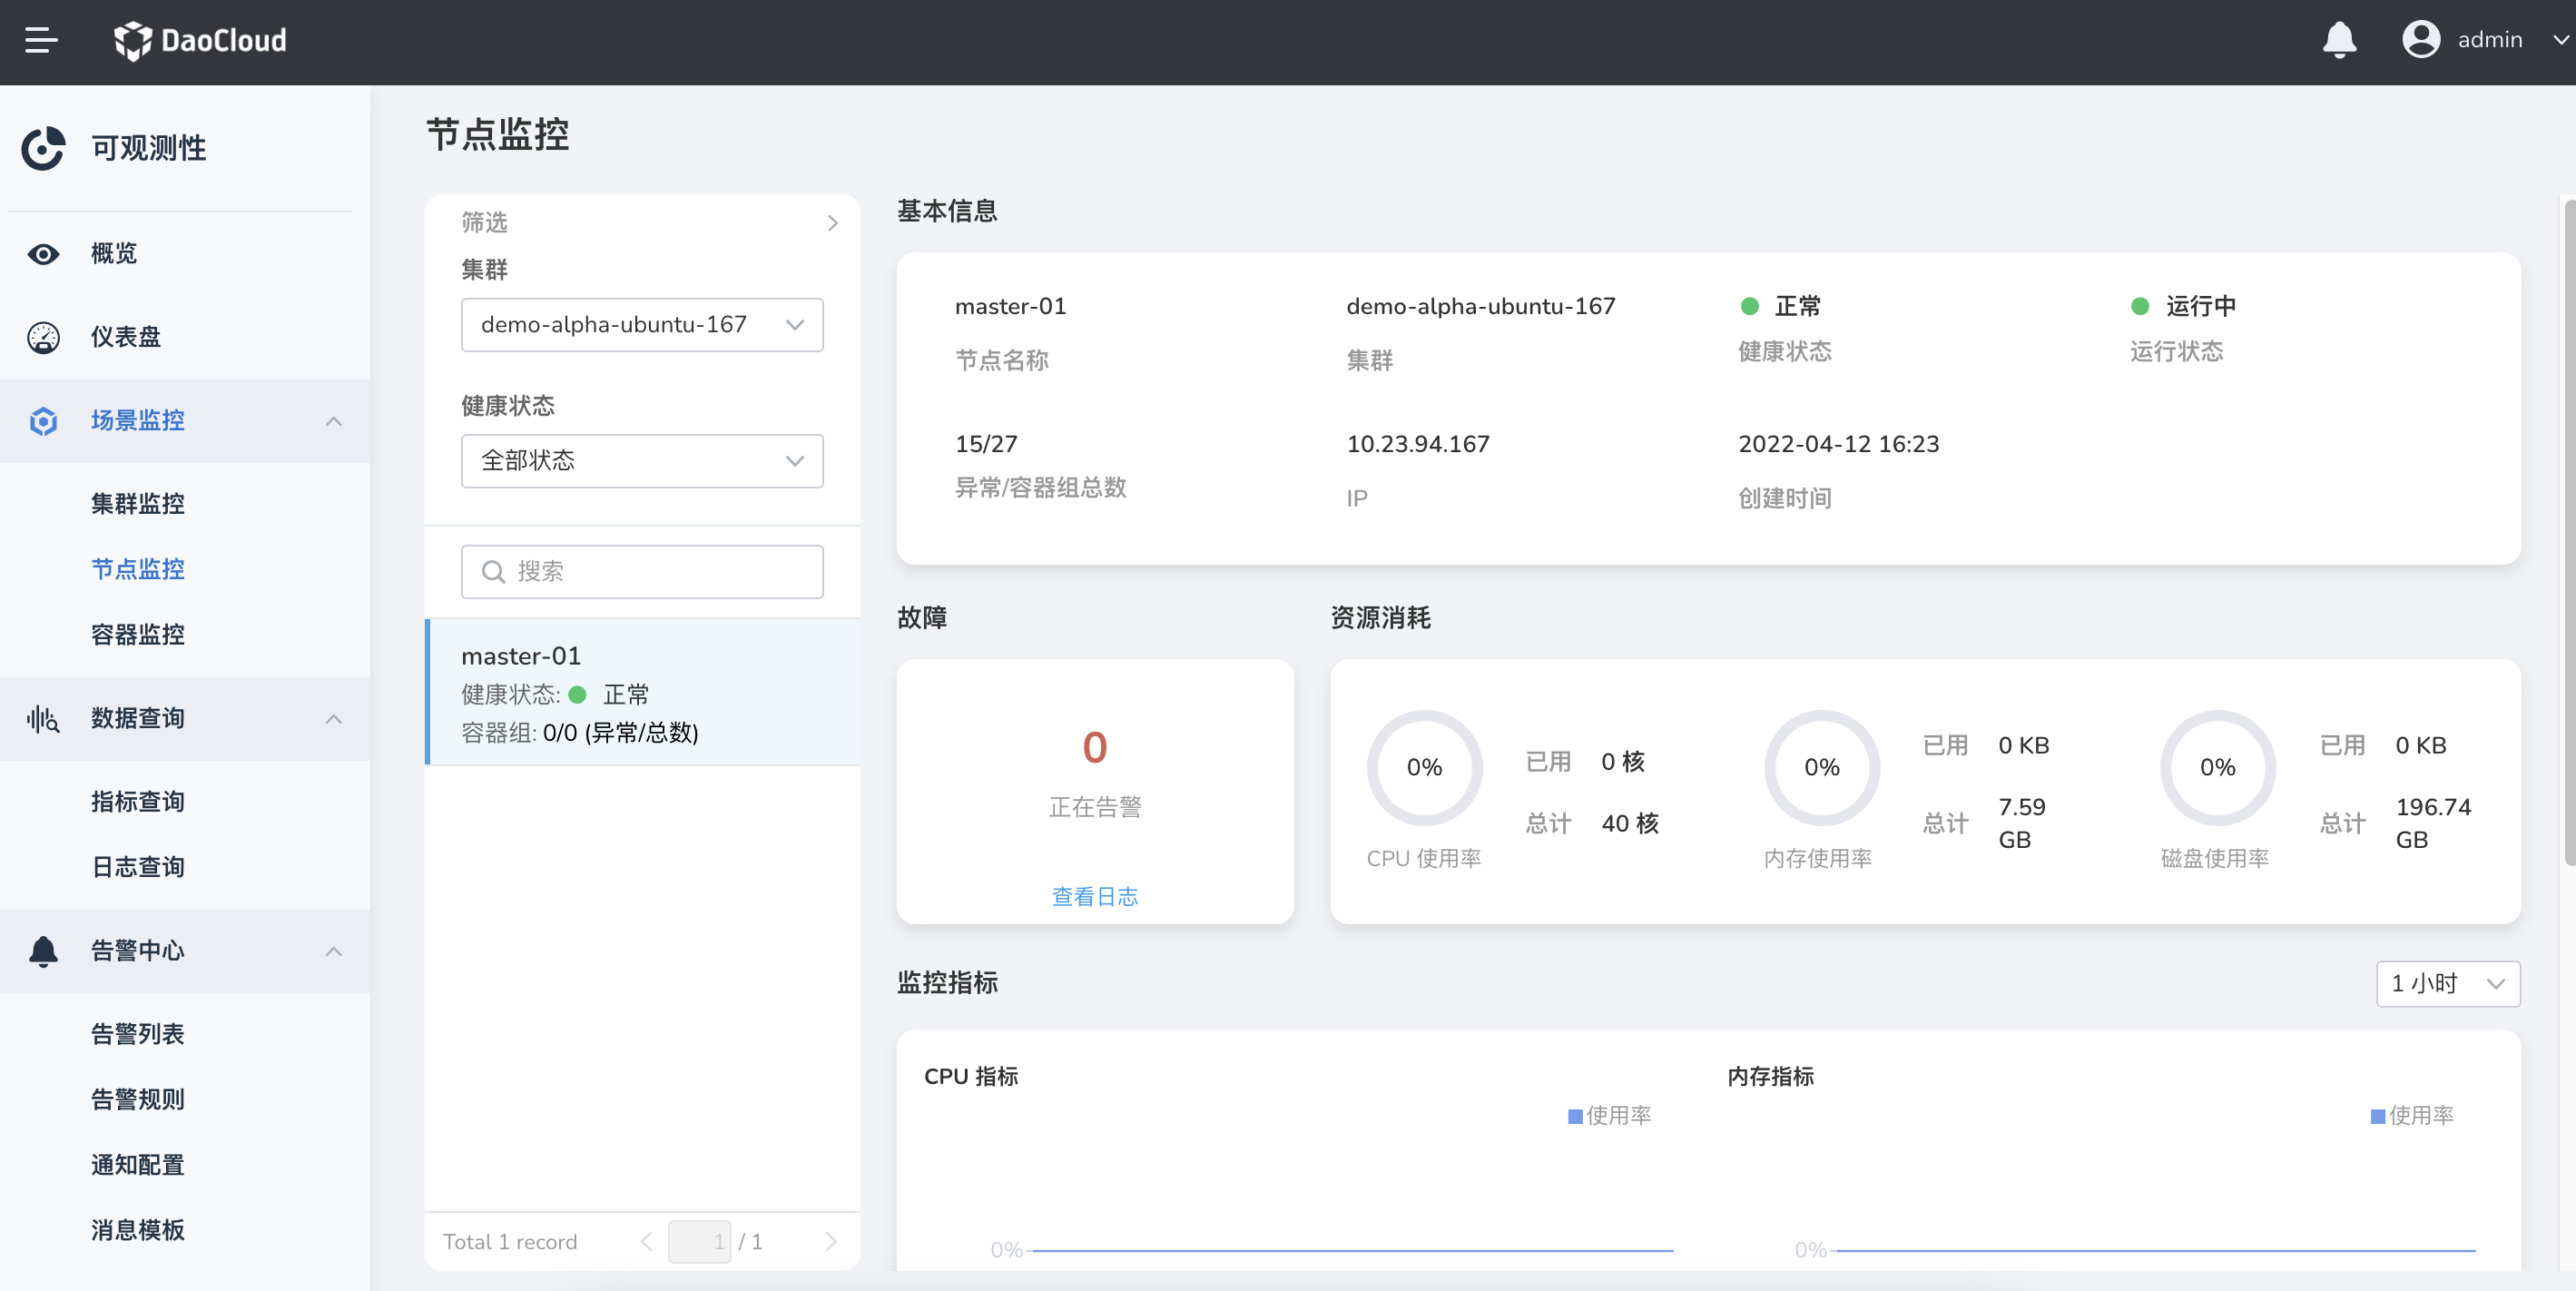 DaoCloud
admin
可观测性
概览
仪表盘
场景监控
集群监控
节点监控
容器监控
数据查询
指标查询
日志查询
告警中心
告警列表
告警规则
通知配置
消息模板
节点监控
筛选
集群
demo-alpha-ubuntu-167
健康状态
全部状态
搜索
master-01
健康状态: 正常
容器组: 0/0 (异常/总数)
Total 1 record 1 / 1
基本信息
master-01
节点名称
demo-alpha-ubuntu-167
集群
正常
健康状态
运行中
运行状态
15/27
异常/容器组总数
10.23.94.167
IP
2022-04-12 16:23
创建时间
故障
0
正在告警
查看日志
资源消耗
0%
CPU 使用率
已用 0 核
总计 40 核
0%
内存使用率
已用 0 KB
总计 7.59 GB
0%
磁盘使用率
已用 0 KB
总计 196.74 GB
监控指标
1 小时
CPU 指标
使用率
0%
内存指标
使用率
0%